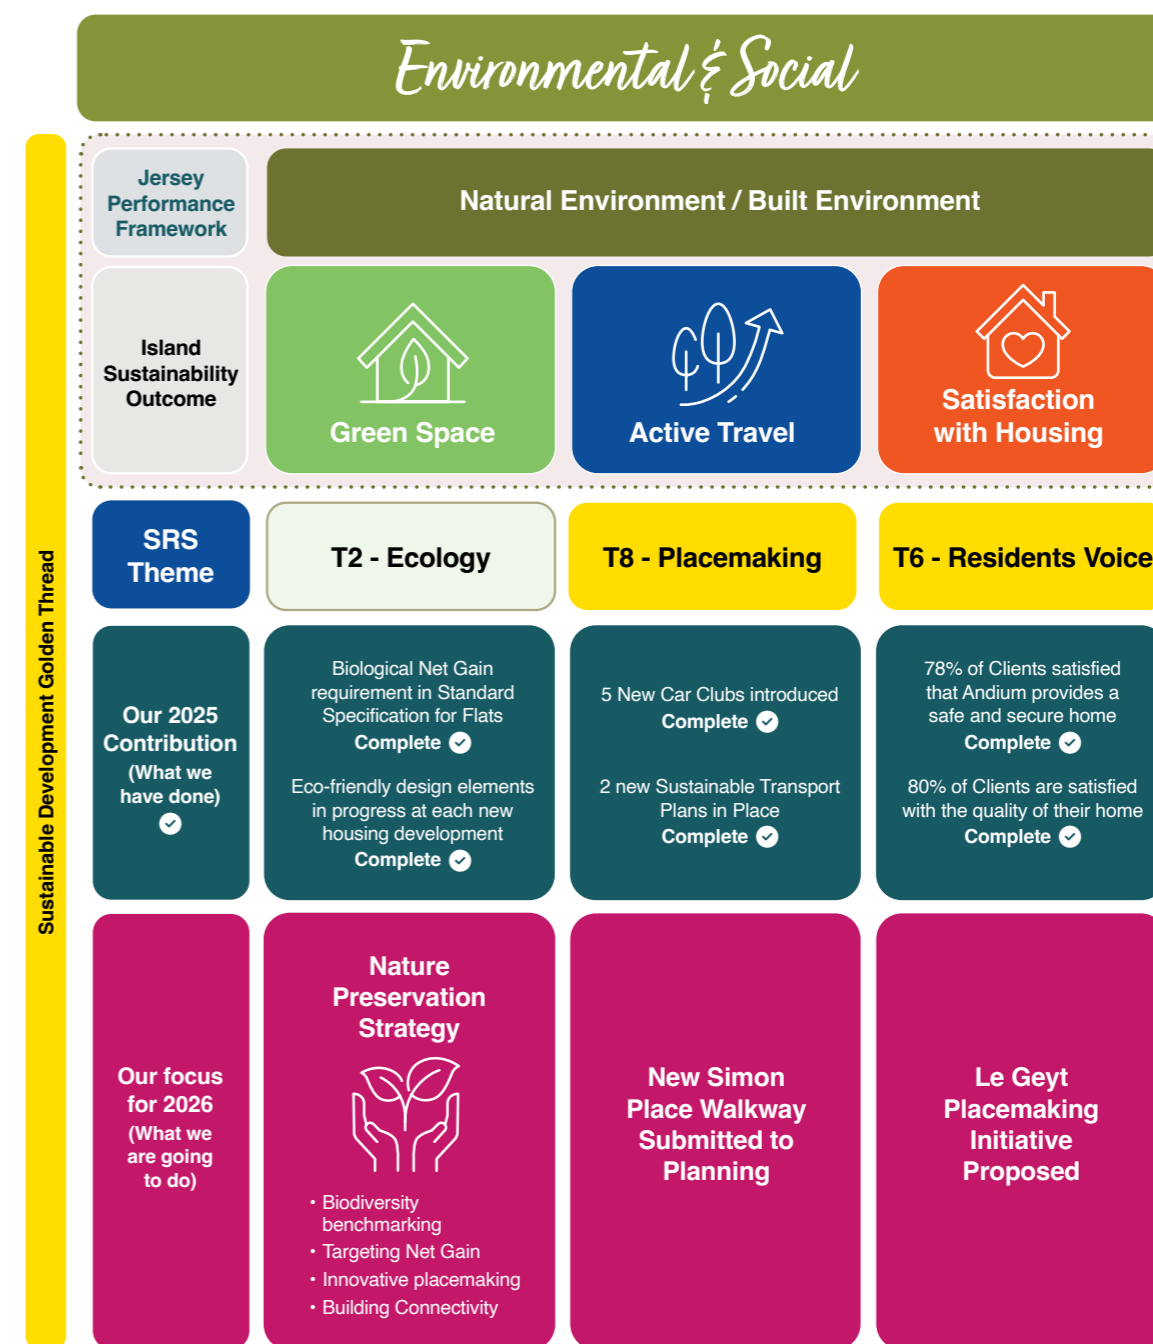 Environmental & Social
Sustainable Development Golden Thread
Jersey
Performance
Framework
Natural Environment / Built Environment
Island
Sustainability
Outcome
Green Space
Active Travel
Satisfaction
with Housing
SRS
Theme
T2 - Ecology
T8 - Placemaking
T6 - Residents Voice
Our 2025
Contribution
(What we
have done)
Biological Net Gain
requirement in Standard
Specification for Flats
Complete
Eco-friendly design elements
in progress at each new
housing development
Complete
5 New Car Clubs introduced
Complete
2 new Sustainable Transport
Plans in Place
Complete
78% of Clients satisfied
that Andium provides a
safe and secure home
Complete
80% of Clients are satisfied
with the quality of their home
Complete
Our focus
for 2026
(What we
are going
to do)
Nature
Preservation
Strategy
• Biodiversity
benchmarking
• Targeting Net Gain
• Innovative placemaking
• Building Connectivity
New Simon
Place Walkway
Submitted to
Planning
Le Geyt
Placemaking
Initiative
Proposed